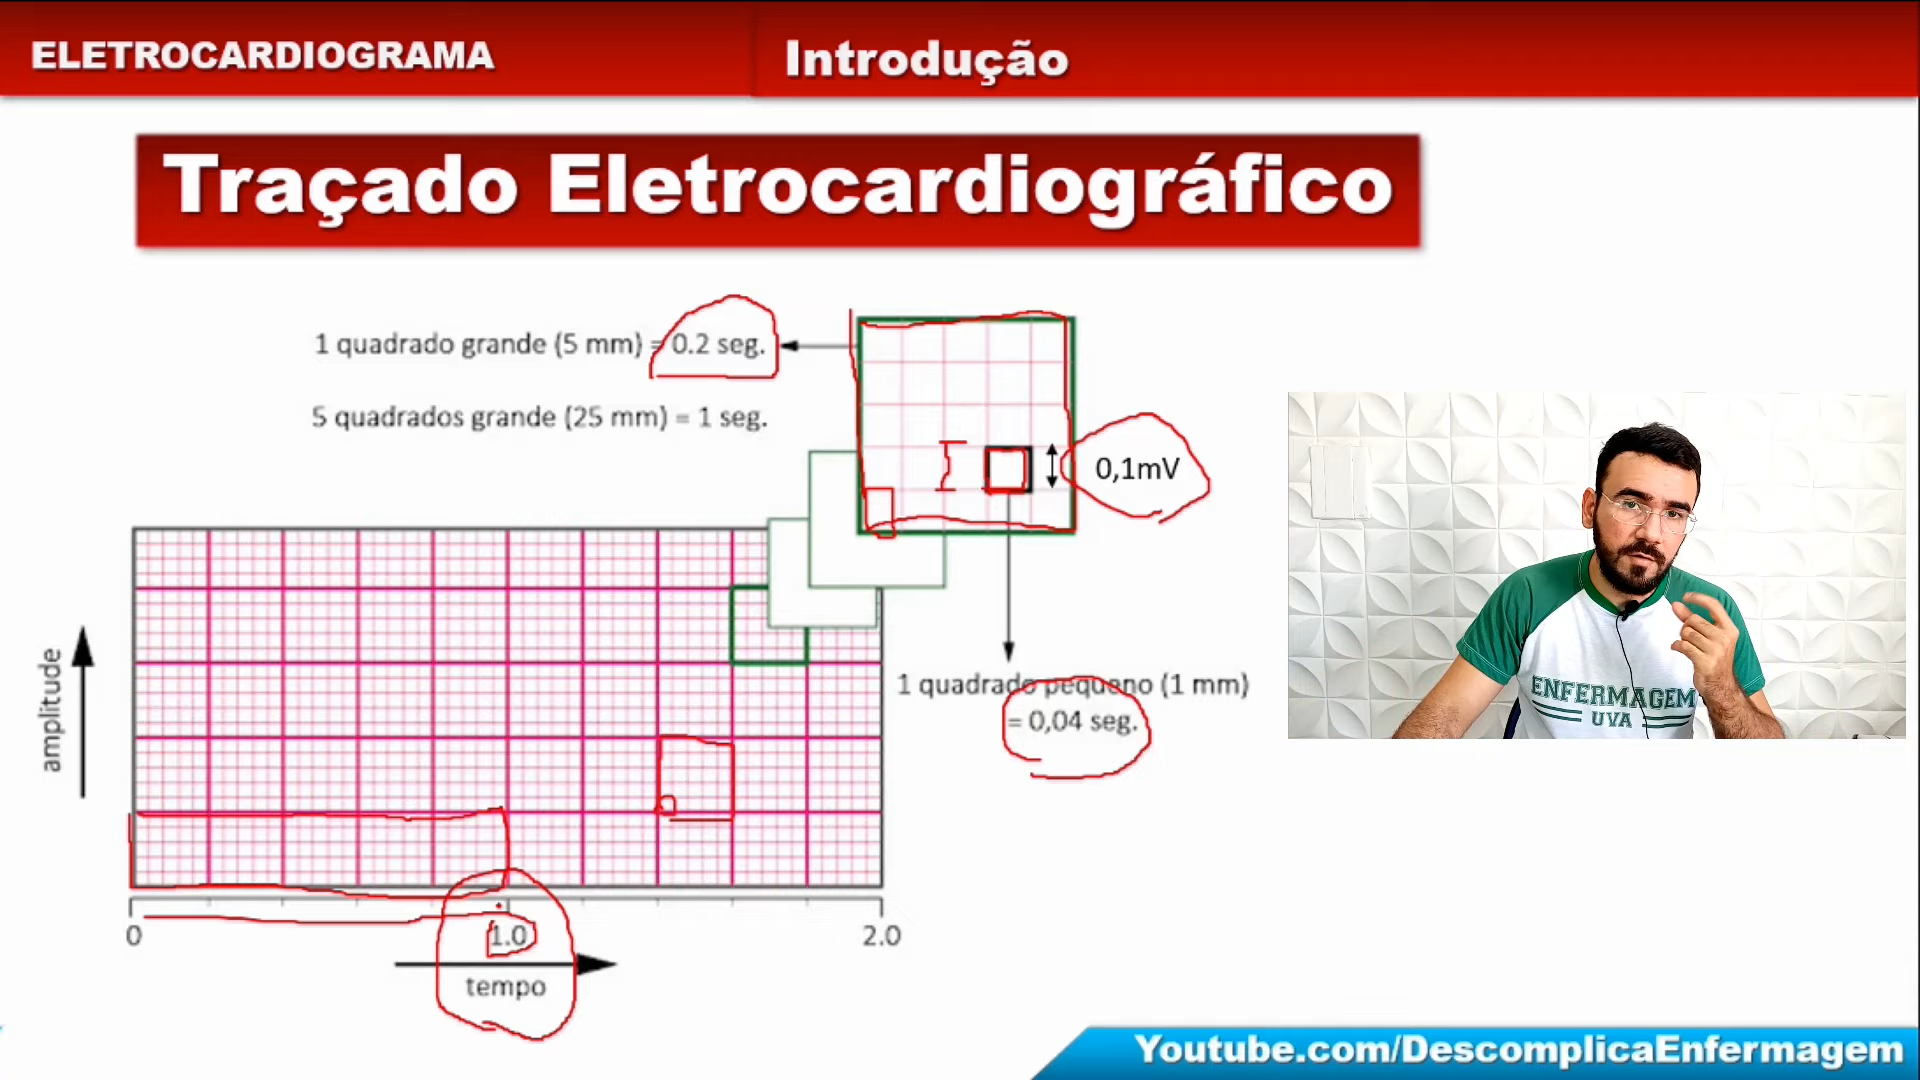 ELETROCARDIOGRAMA
Introdução
Traçado Eletrocardiográfico
1 quadrado grande (5 mm) = 0.2 seg.
5 quadrados grande (25 mm) = 1 seg.
0,1mV
1 quadrado pequeno (1 mm)
= 0,04 seg.
amplitude
0
1.0
2.0
tempo
ENFERMAGEM
UVA
Youtube.com/DescomplicaEnfermagem